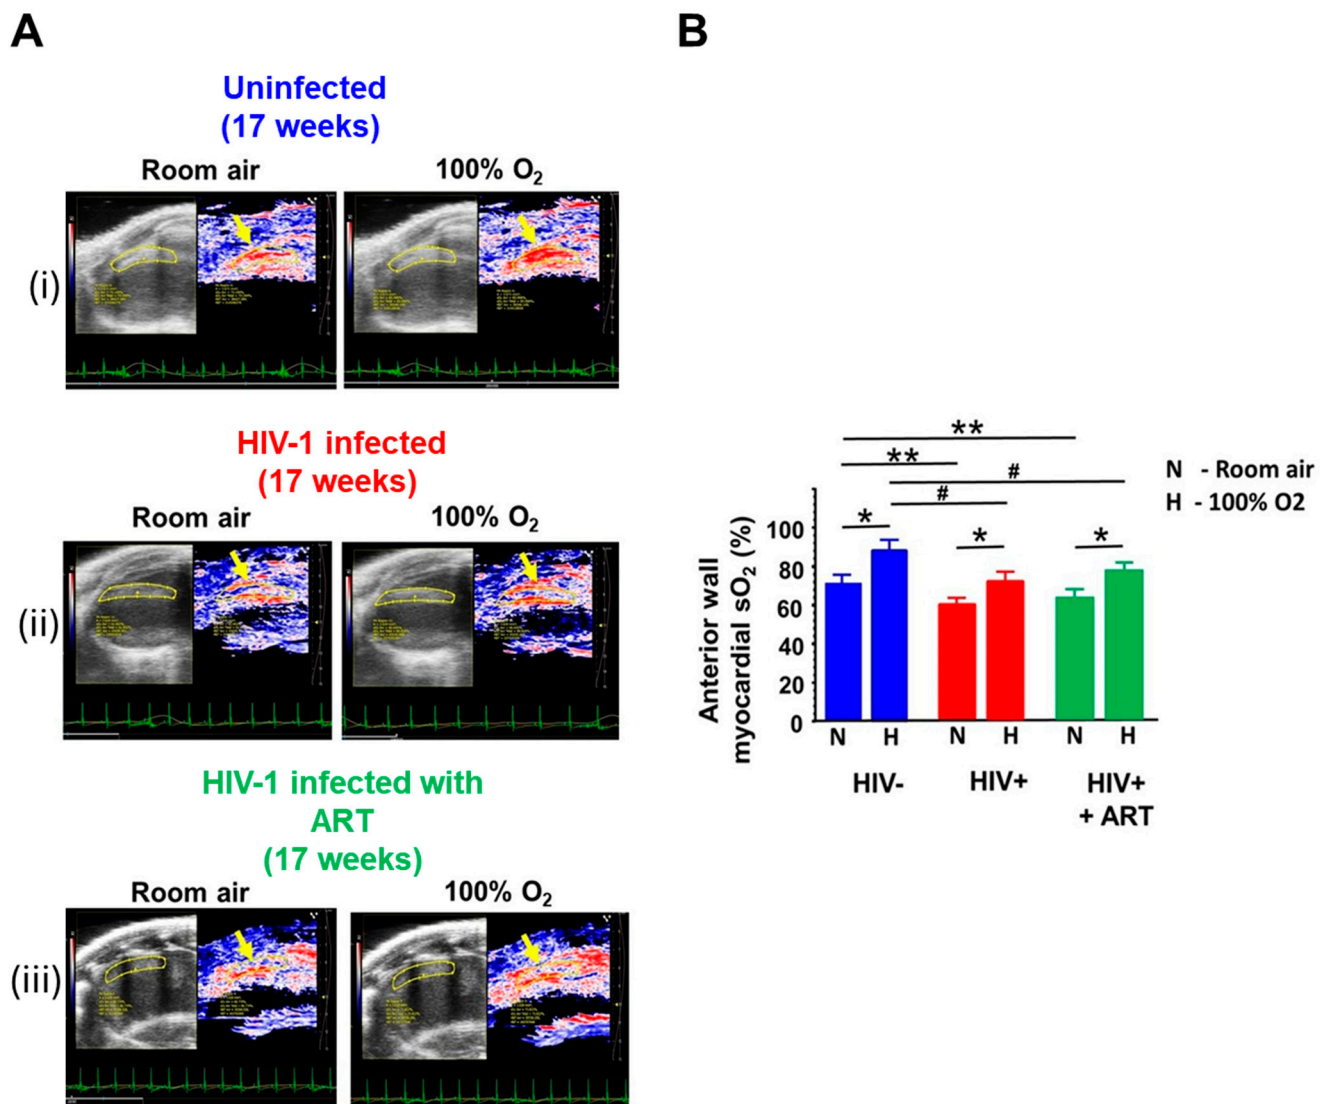 A
Uninfected
(17 weeks)
Room air 100% O₂
(i)
HIV-1 infected
(17 weeks)
Room air 100% O₂
(ii)
HIV-1 infected with
ART
(17 weeks)
Room air 100% O₂
(iii)
B
**
**
#
#
*
*
*
N - Room air
H - 100% O2
Anterior wall
myocardial sO₂ (%)
100
80
60
40
20
0
N H N H N H
HIV- HIV+ HIV+
+ ART